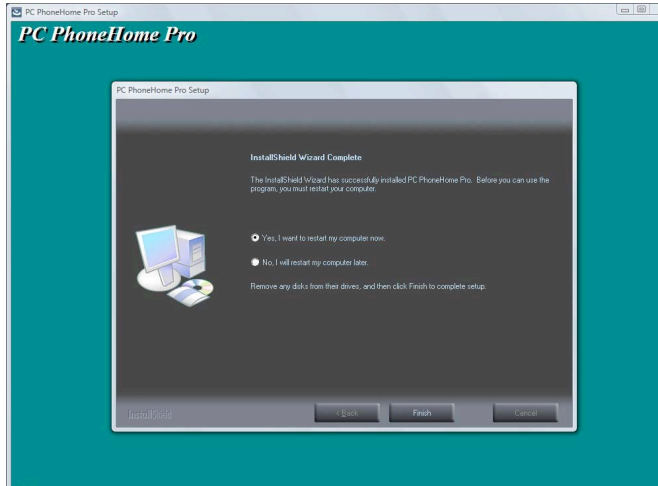 PC PhoneHome Pro Setup
PC PhoneHome Pro
PC PhoneHome Pro Setup
InstallShield Wizard Complete
The InstallShield Wizard has successfully installed PC PhoneHome Pro. Before you can use the
program, you must restart your computer.
Yes, I want to restart my computer now.
No, I will restart my computer later.
Remove any disks from their drives, and then click Finish to complete setup.
InstallShield
< Back
Finish
Cancel